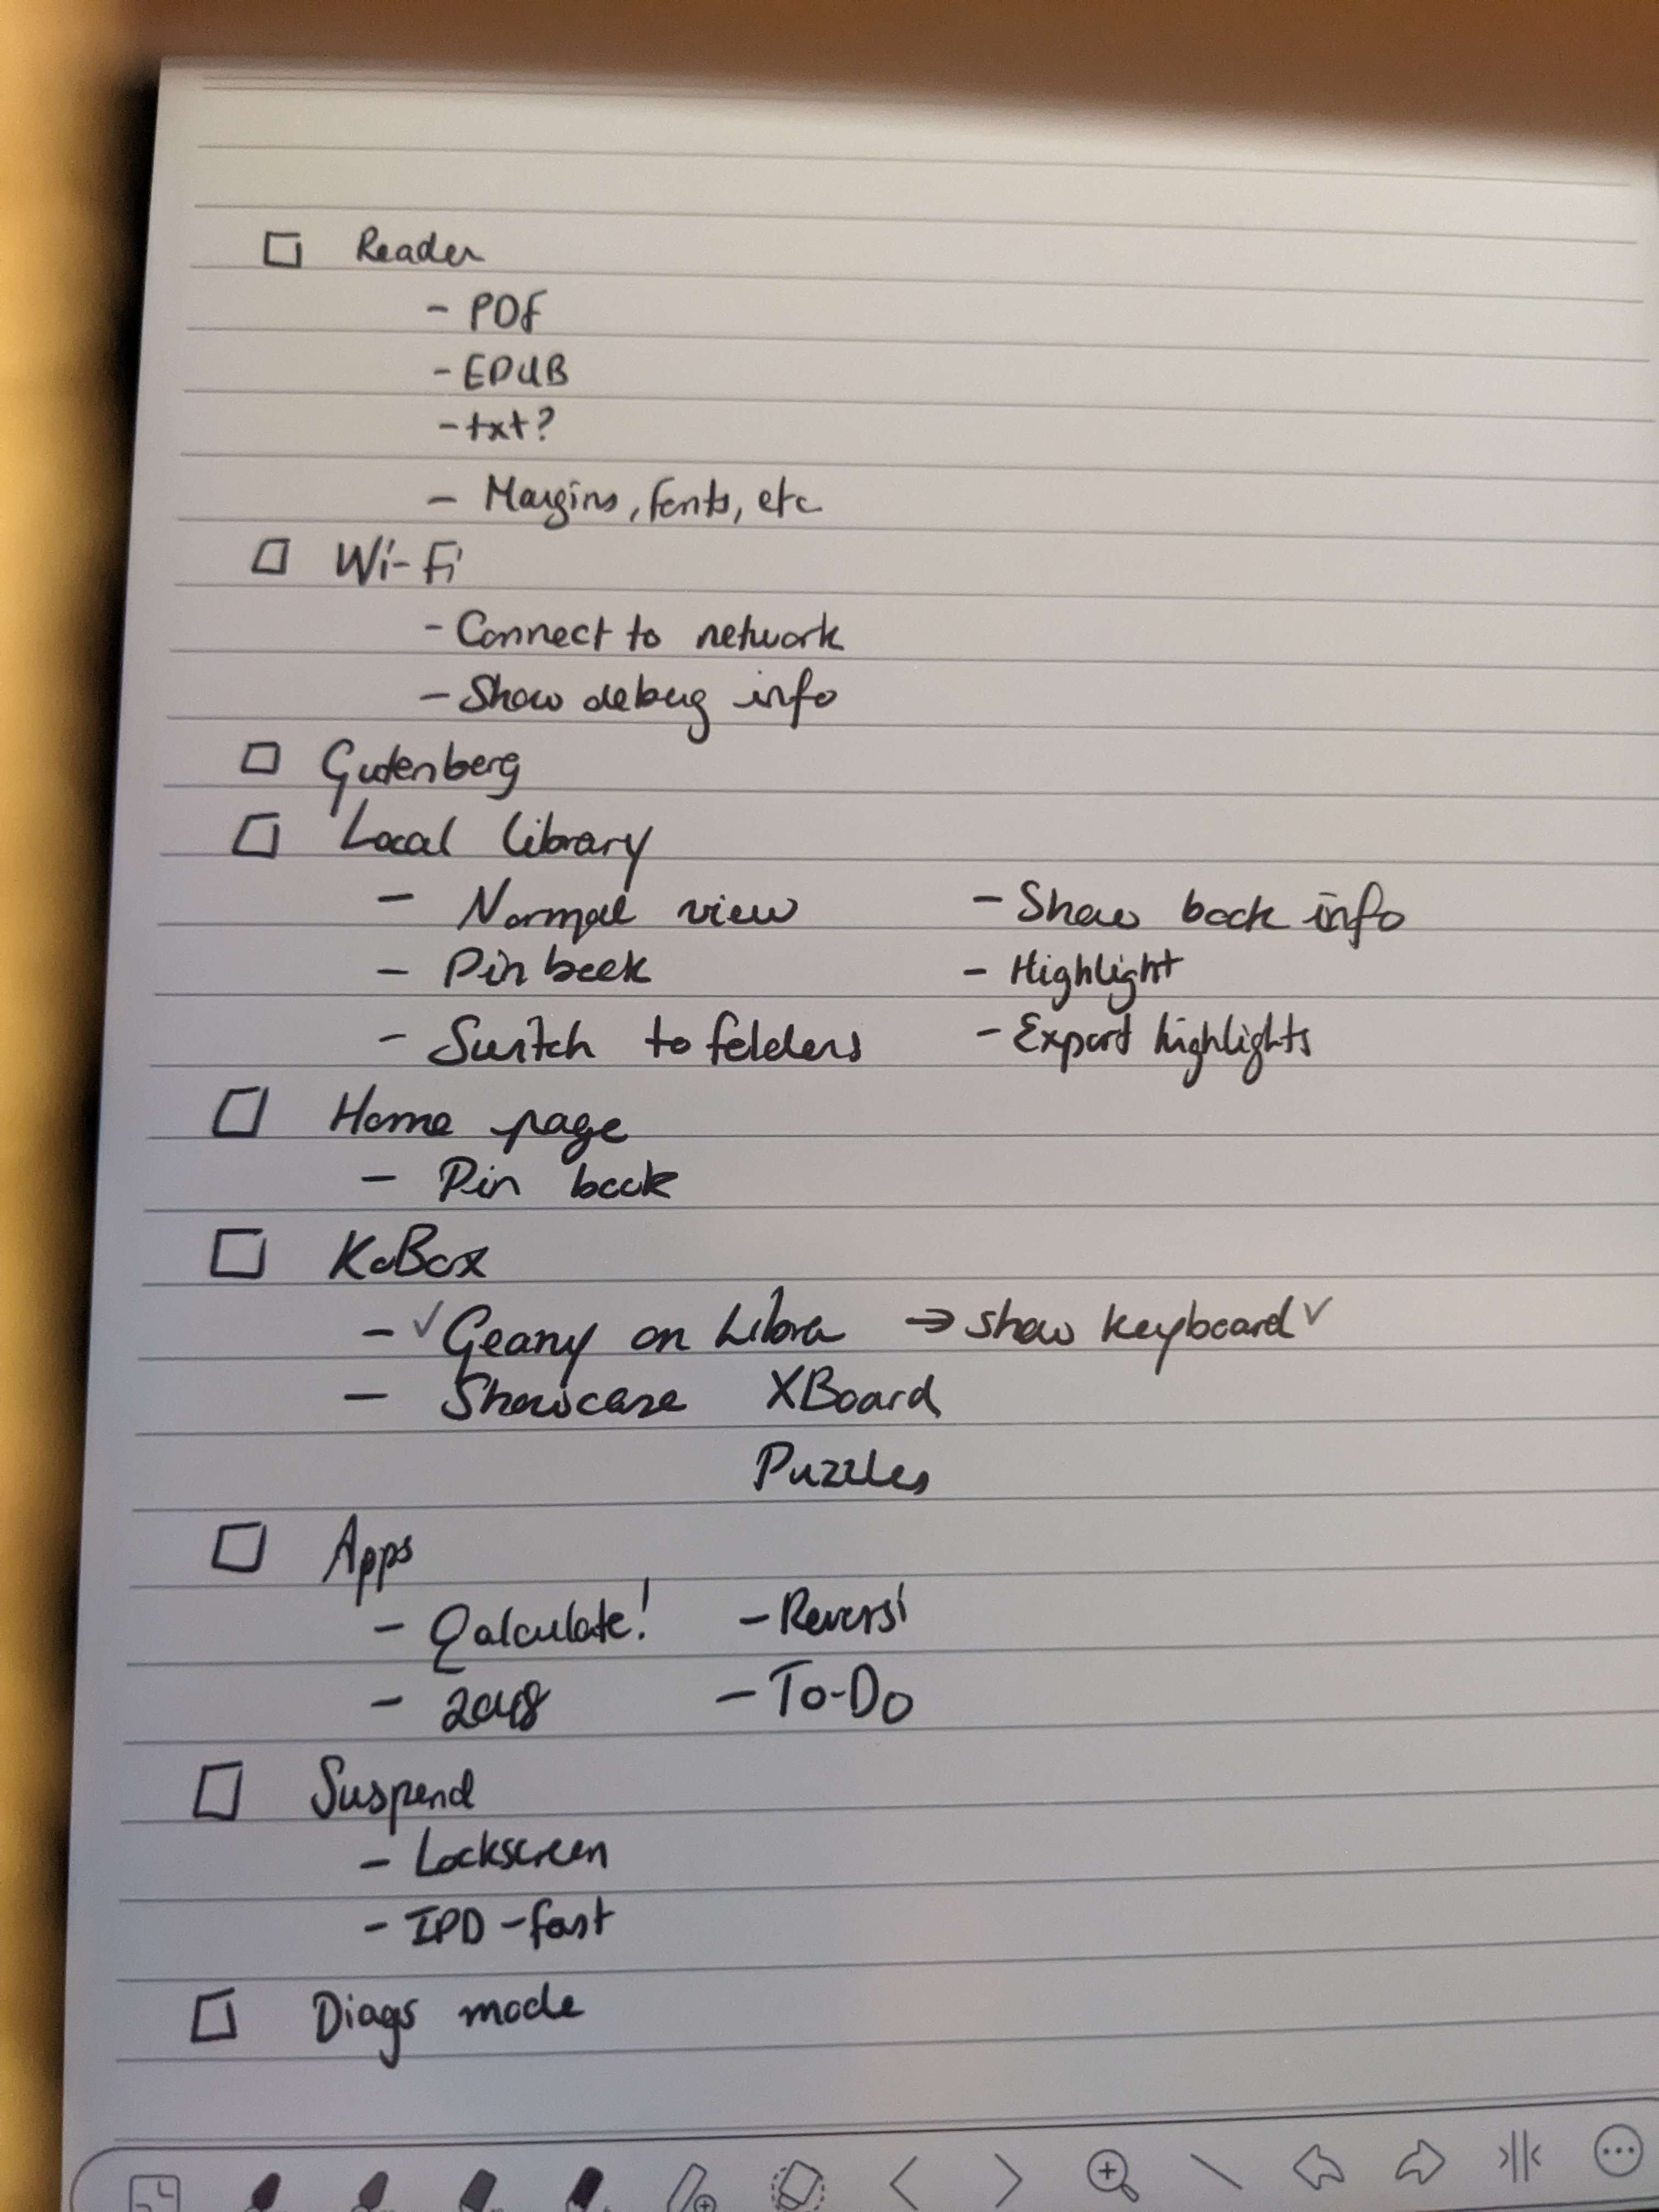 □ Reader
- PDF
- EPUB
- txt?
- Margins, fonts, etc
□ Wi-Fi
- Connect to network
- Show debug info
□ Gutenberg
□ Local library
- Normal view - Show book info
- Pin book - Highlight
- Switch to folders - Export highlights
□ Home page
- Pin book
□ KoBox
- ✓ Geany on Libra → show keyboard ✓
- Showcase XBoard
Puzzles
□ Apps
- Qalculate! - Reversi
- 2048 - To-Do
□ Suspend
- Lockscreen
- IPD - fast
□ Diags mode